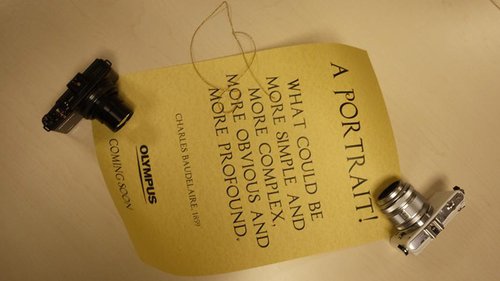 A PORTRAIT!
WHAT COULD BE
MORE SIMPLE AND
MORE COMPLEX,
MORE OBVIOUS AND
MORE PROFOUND.
CHARLES BAUDELAIRE, 1859
OLYMPUS
COMING SOON